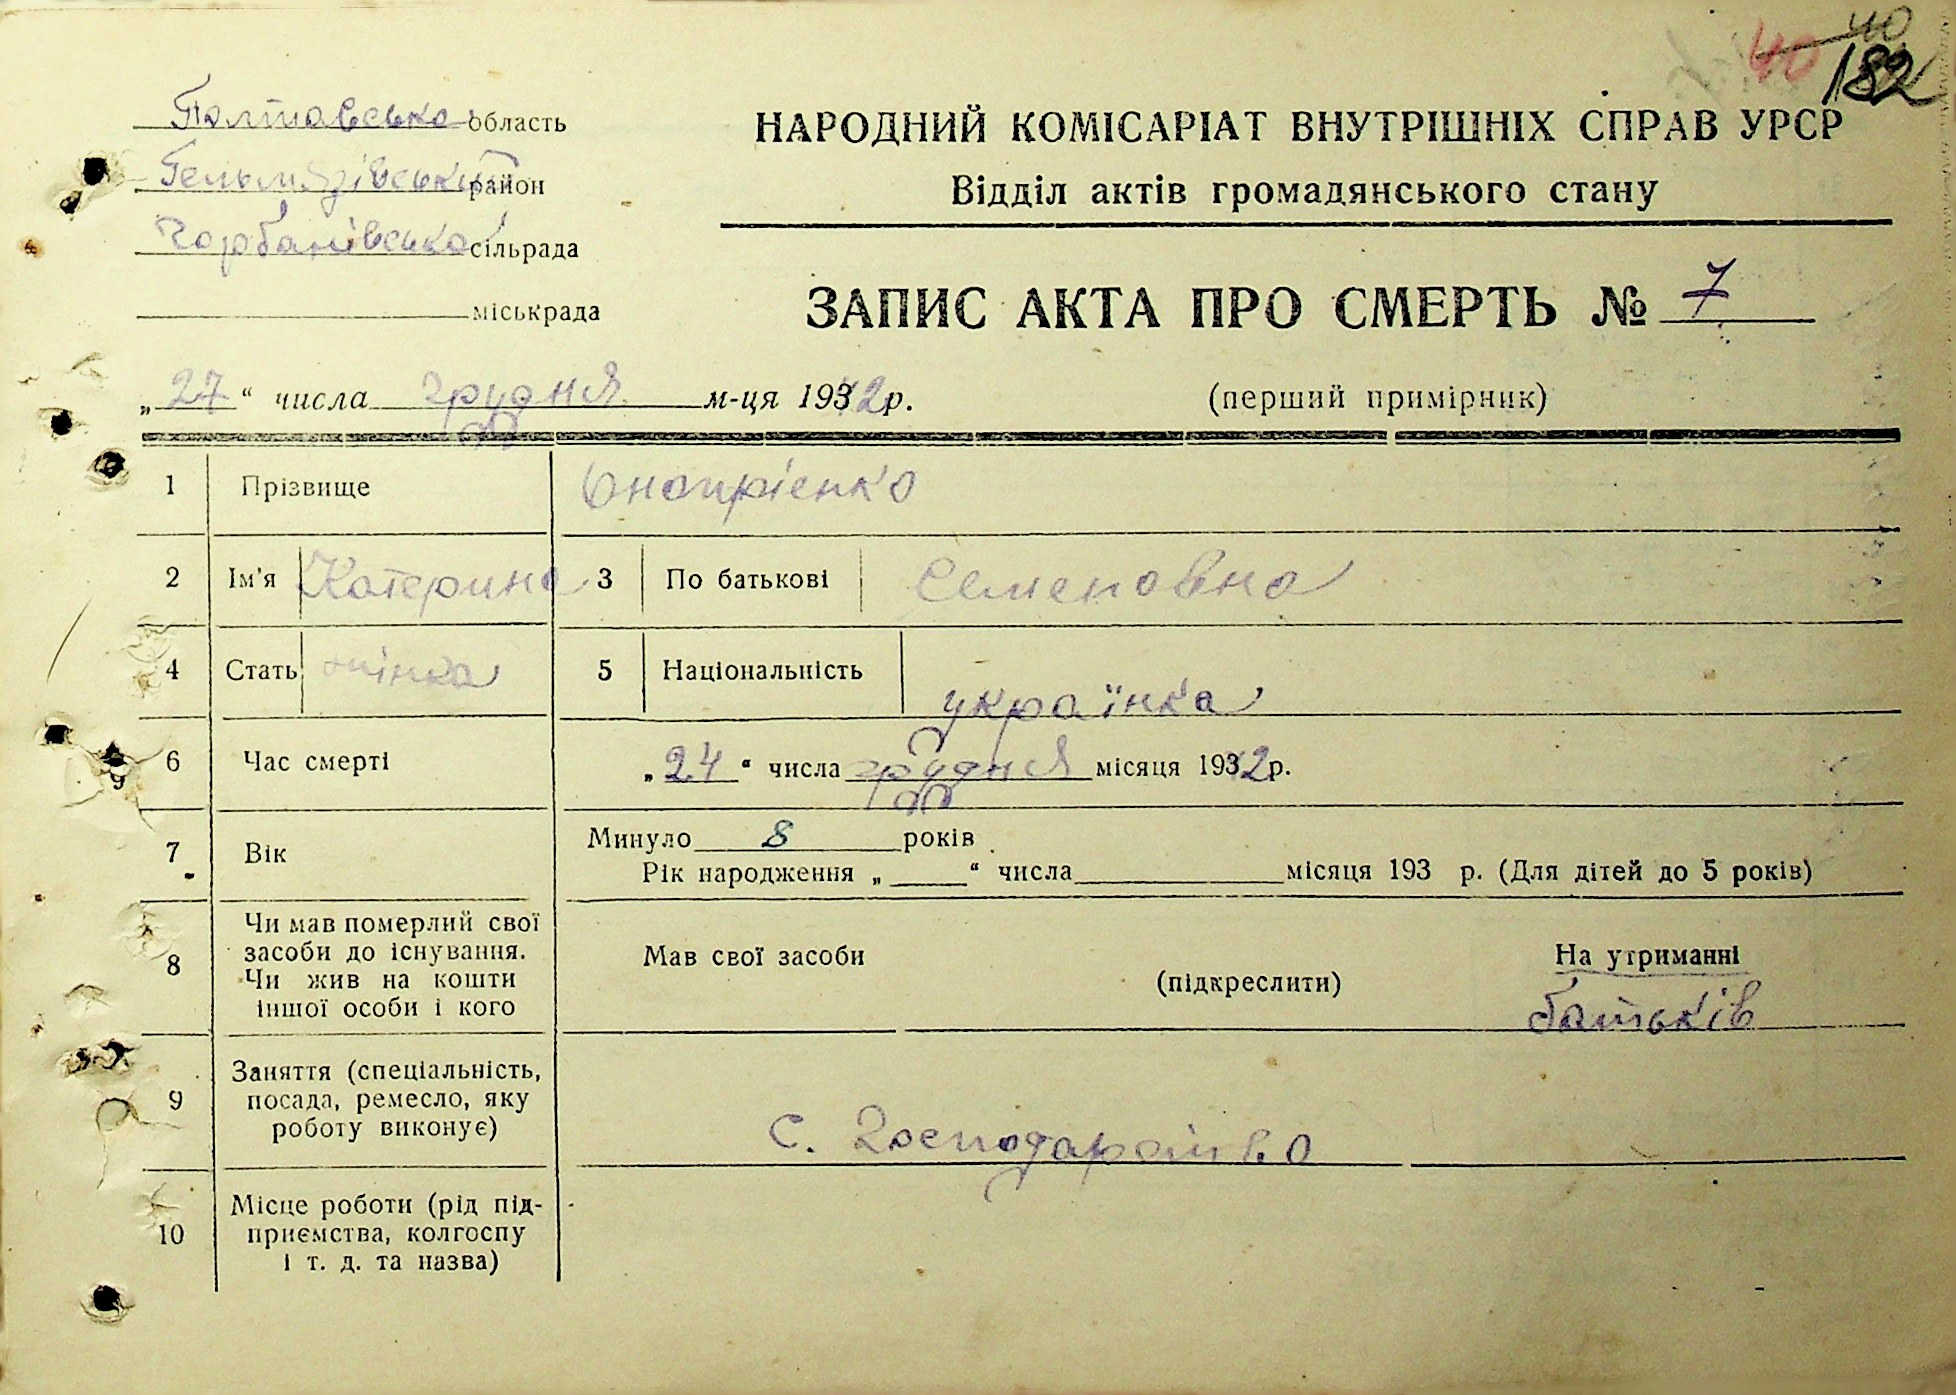 40
40
182
Полтавська область
Гельмязівський район
Горбанівська сільрада
міськрада
НАРОДНИЙ КОМІСАРІАТ ВНУТРІШНІХ СПРАВ УРСР
Відділ актів громадянського стану
ЗАПИС АКТА ПРО СМЕРТЬ № 7
„27“ числа грудня м-ця 1942р.
(перший примірник)
1 Прізвище Онопрієнко
2 Ім'я Катерина 3 По батькові Семеновна
4 Стать жінка 5 Національність українка
6 Час смерті „24“ числа грудня місяця 1942р.
7 Вік Минуло 8 років
Рік народження „ “ числа місяця 193 р. (Для дітей до 5 років)
8 Чи мав померлий свої
засоби до існування.
Чи жив на кошти
іншої особи і кого
Мав свої засоби (підкреслити) На утриманні
батьків
9 Заняття (спеціальність,
посада, ремесло, яку
роботу виконує)
С. Господарство
10 Місце роботи (рід під-
приємства, колгоспу
і т. д. та назва)